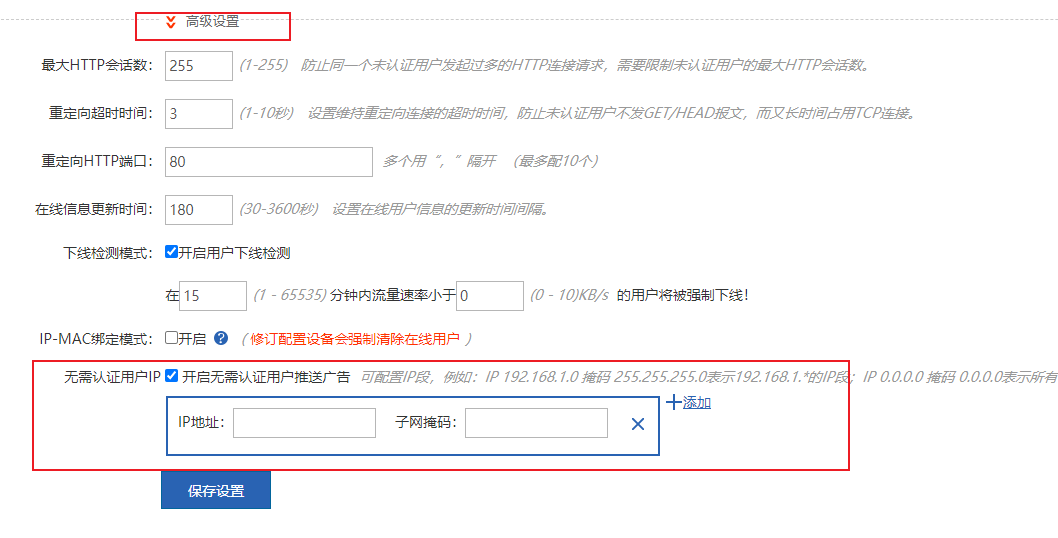 高级设置
最大HTTP会话数： 255 (1-255) 防止同一个未认证用户发起过多的HTTP连接请求，需要限制未认证用户的最大HTTP会话数。
重定向超时时间： 3 (1-10秒) 设置维持重定向连接的超时时间，防止未认证用户不发GET/HEAD报文，而又长时间占用TCP连接。
重定向HTTP端口： 80 多个用“，”隔开 （最多配10个）
在线信息更新时间： 180 (30-3600秒) 设置在线用户信息的更新时间间隔。
下线检测模式： 开启用户下线检测
在 15 (1 - 65535) 分钟内流量速率小于 0 (0 - 10)KB/s 的用户将被强制下线！
IP-MAC绑定模式： 开启 ? （ 修订配置设备会强制清除在线用户 ）
无需认证用户IP 开启无需认证用户推送广告 可配置IP段，例如：IP 192.168.1.0 掩码 255.255.255.0表示192.168.1.*的IP段；IP 0.0.0.0 掩码 0.0.0.0表示所有
添加
IP地址： 子网掩码：
保存设置